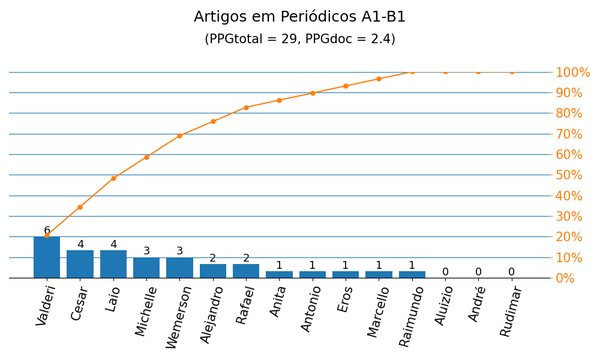 Artigos em Periódicos A1-B1
(PPGtotal = 29, PPGdoc = 2.4)
100%
90%
80%
70%
60%
50%
40%
30%
20%
10%
0%
6 4 4 3 3 2 2 1 1 1 1 1 0 0 0
Valderi Cesar Laio Michelle Wemerson Alejandro Rafael Anita Antonio Eros Marcello Raimundo Aluizio André Rudimar